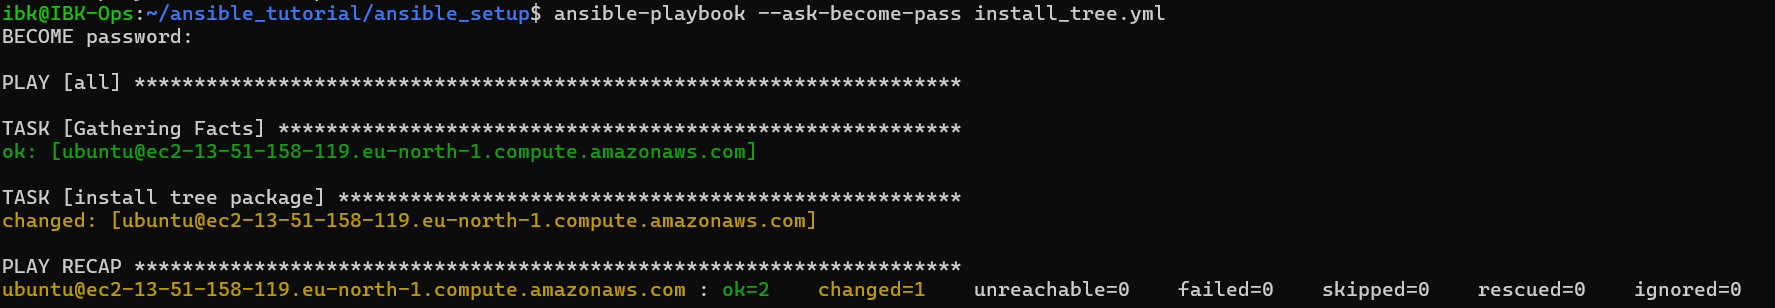 ibk@IBK-Ops:~/ansible_tutorial/ansible_setup$ ansible-playbook --ask-become-pass install_tree.yml
BECOME password:
PLAY [all] *********************************************************************
TASK [Gathering Facts] *********************************************************
ok: [ubuntu@ec2-13-51-158-119.eu-north-1.compute.amazonaws.com]
TASK [install tree package] ****************************************************
changed: [ubuntu@ec2-13-51-158-119.eu-north-1.compute.amazonaws.com]
PLAY RECAP *********************************************************************
ubuntu@ec2-13-51-158-119.eu-north-1.compute.amazonaws.com : ok=2    changed=1    unreachable=0    failed=0    skipped=0    rescued=0    ignored=0